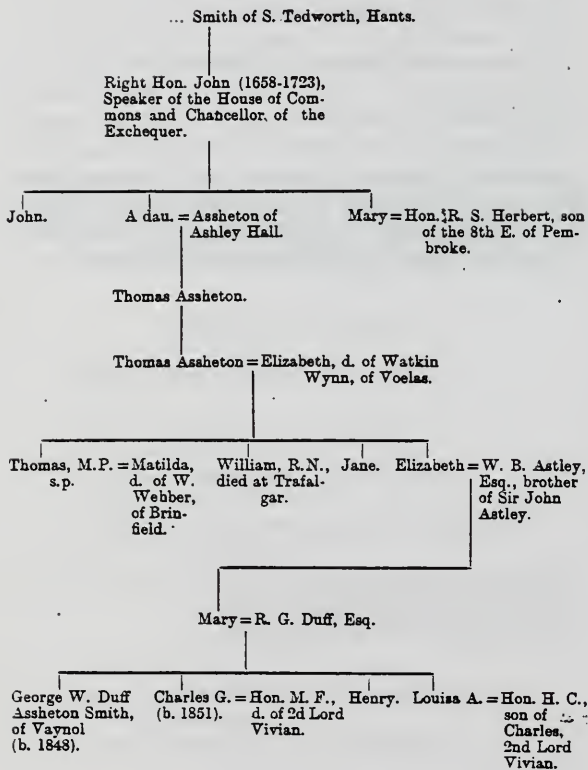 ... Smith of S. Tedworth, Hants.
Right Hon. John (1658-1723),
Speaker of the House of Com-
mons and Chancellor, of the
Exchequer.
John.
A dau. = Assheton of
Ashley Hall.
Mary = Hon. R. S. Herbert, son
of the 8th E. of Pem-
broke.
Thomas Assheton.
Thomas Assheton = Elizabeth, d. of Watkin
Wynn, of Voelas.
Thomas, M.P. = Matilda,
s.p. d. of W.
Wehber,
of Brin-
field.
William, R.N.,
died at Trafal-
gar.
Jane.
Elizabeth = W. B. Astley,
Esq., brother
of Sir John
Astley.
Mary = R. G. Duff, Esq.
George W. Duff
Assheton Smith,
of Vaynol
(b. 1848).
Charles G. = Hon. M. F.,
(b. 1851). d. of 2d Lord
Vivian.
Henry.
Louisa A. = Hon. H. C.,
son of
Charles,
2nd Lord
Vivian.